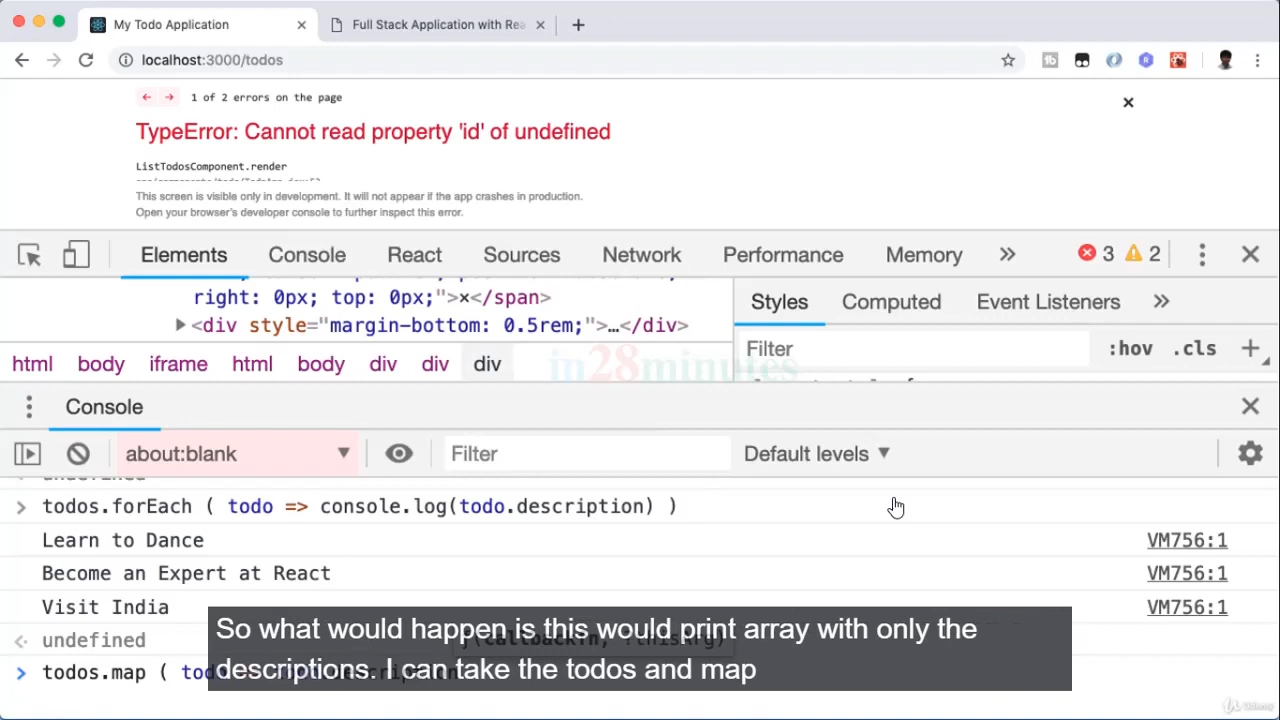 My Todo Application
Full Stack Application with Rea
localhost:3000/todos
1 of 2 errors on the page
TypeError: Cannot read property 'id' of undefined
ListTodosComponent.render
This screen is visible only in development. It will not appear if the app crashes in production.
Open your browser's developer console to further inspect this error.
Elements Console React Sources Network Performance Memory » 3 2
right: 0px; top: 0px;">×</span>
<div style="margin-bottom: 0.5rem;">…</div>
Styles Computed Event Listeners »
Filter :hov .cls +
html body iframe html body div div div
in28minutes
Console
about:blank Filter Default levels
undefined
todos.forEach ( todo => console.log(todo.description) )
Learn to Dance VM756:1
Become an Expert at React VM756:1
Visit India VM756:1
undefined
todos.map (
So what would happen is this would print array with only the
descriptions. I can take the todos and map
Udemy